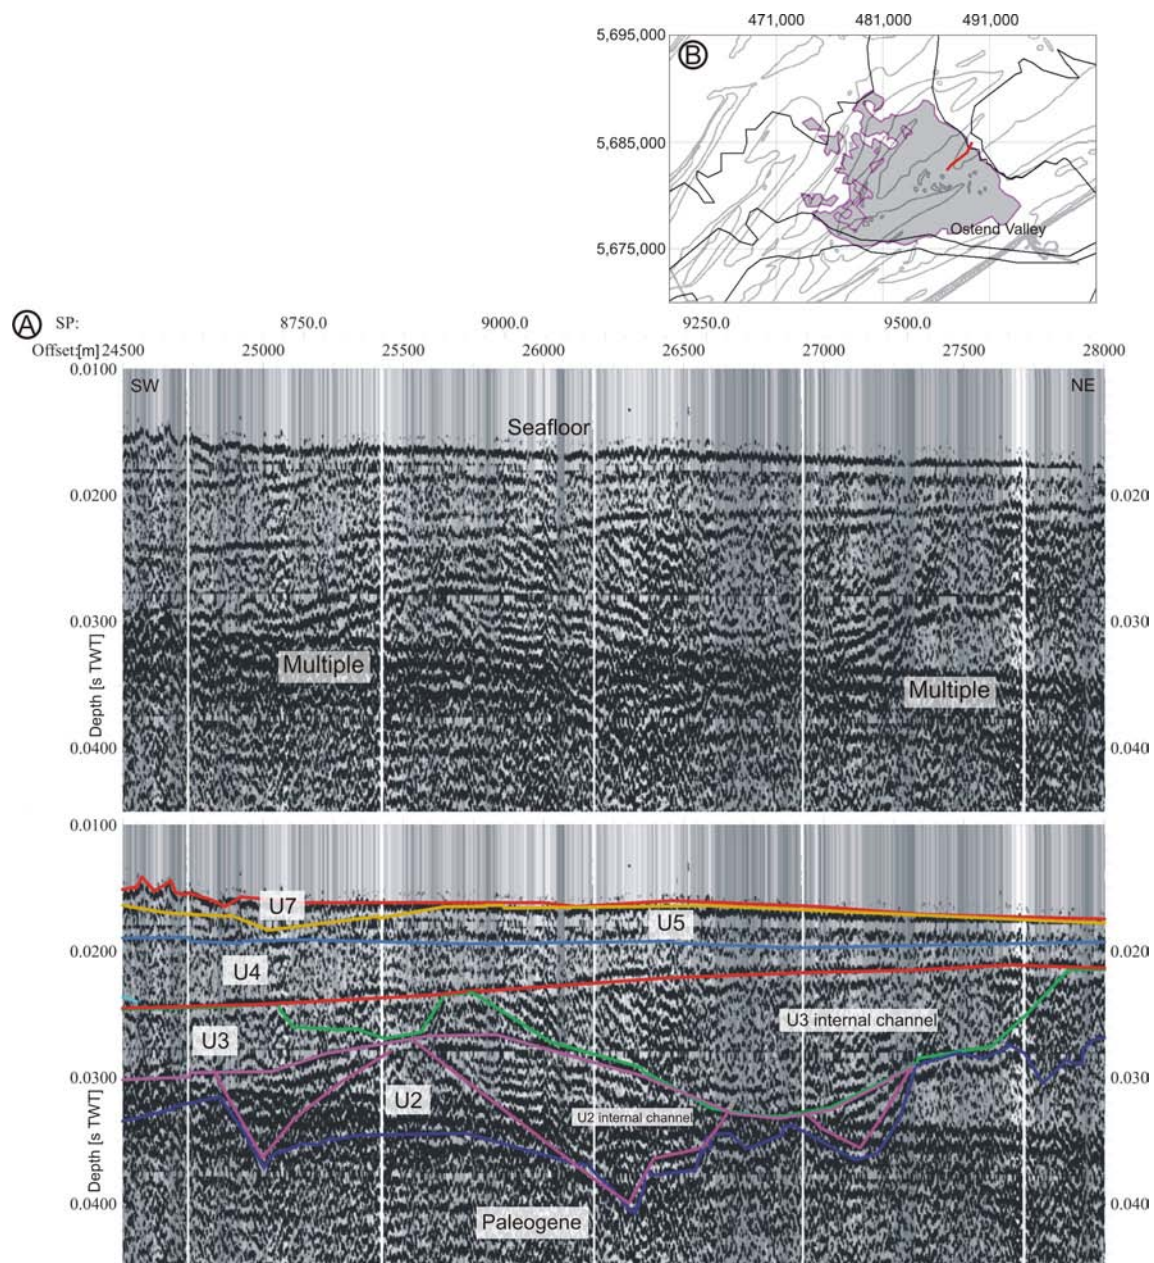 471,000 481,000 491,000
5,695,000
B
5,685,000
5,675,000
Ostend Valley
A SP: 8750.0 9000.0 9250.0 9500.0
Offset:[m] 24500 25000 25500 26000 26500 27000 27500 28000
0.0100
SW NE
Seafloor
0.0200 0.020
0.0300 0.030
Multiple
Multiple
Depth [s TWT]
0.0400 0.040
0.0100
U7
U5
0.0200 0.020
U4
U3 internal channel
U3
0.0300 0.030
U2
U2 internal channel
Depth [s TWT]
0.0400 0.040
Paleogene